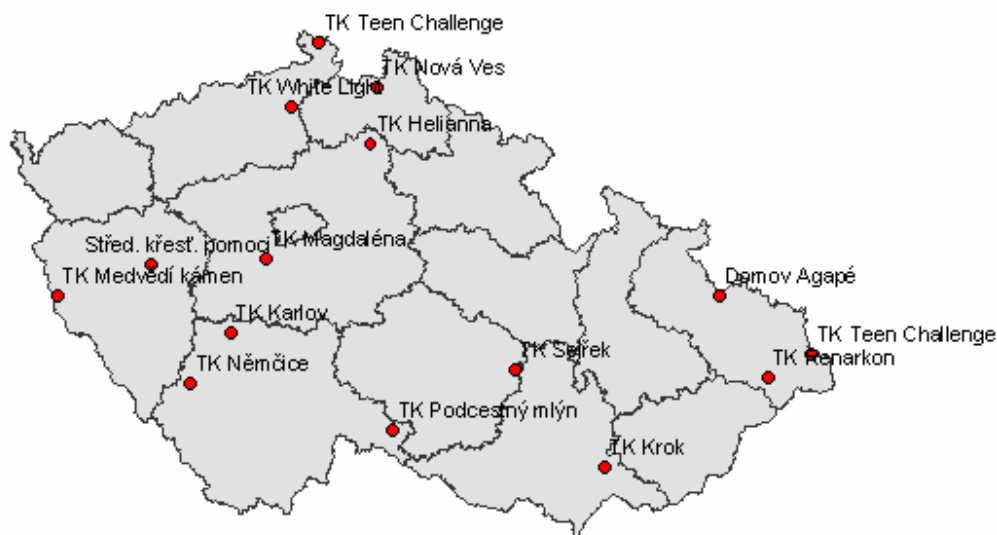 TK Teen Challenge
TK Nová Ves
TK White Light
TK Helianna
Střed. křesť. pomoci
TK Magdaléna
TK Medvědí kámen
Domov Agapé
TK Karlov
TK Teen Challenge
TK Sejřek
TK Renarkon
TK Němčice
TK Podcestný mlýn
TK Krok